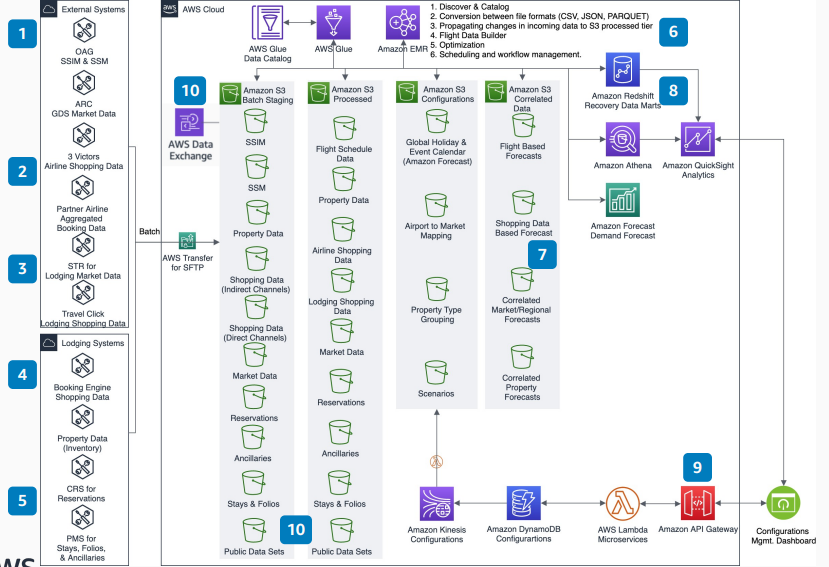 1
External Systems
OAG
SSIM & SSM
ARC
GDS Market Data
2
3 Victors
Airline Shopping Data
Partner Airline
Aggregated
Booking Data
3
STR for
Lodging Market Data
Travel Click
Lodging Shopping Data
Lodging Systems
4
Booking Engine
Shopping Data
Property Data
(Inventory)
5
CRS for
Reservations
PMS for
Stays, Folios,
& Ancillaries
Batch
aws
AWS Cloud
AWS Transfer
for SFTP
AWS Glue
Data Catalog
AWS Glue
Amazon EMR
1. Discover & Catalog
2. Conversion between file formats (CSV, JSON, PARQUET)
3. Propagating changes in incoming data to S3 processed tier
4. Flight Data Builder
5. Optimization
6. Scheduling and workflow management.
6
10
AWS Data
Exchange
Amazon S3
Batch Staging
SSIM
SSM
Property Data
Shopping Data
(Indirect Channels)
Shopping Data
(Direct Channels)
Market Data
Reservations
Ancillaries
Stays & Folios
Public Data Sets
10
Amazon S3
Processed
Flight Schedule
Data
Property Data
Airline Shopping
Data
Lodging Shopping
Data
Market Data
Reservations
Ancillaries
Stays & Folios
Public Data Sets
Amazon S3
Configurations
Global Holiday &
Event Calendar
(Amazon Forecast)
Airport to Market
Mapping
Property Type
Grouping
Scenarios
Amazon S3
Correlated
Data
Flight Based
Forecasts
Shopping Data
Based Forecast
7
Correlated
Market/Regional
Forecasts
Correlated
Property
Forecasts
Amazon Redshift
Recovery Data Marts
8
Amazon Athena
Amazon QuickSight
Analytics
Amazon Forecast
Demand Forecast
9
Amazon Kinesis
Configurations
Amazon DynamoDB
Configurartions
AWS Lambda
Microservices
Amazon API Gateway
Configurations
Mgmt. Dashboard